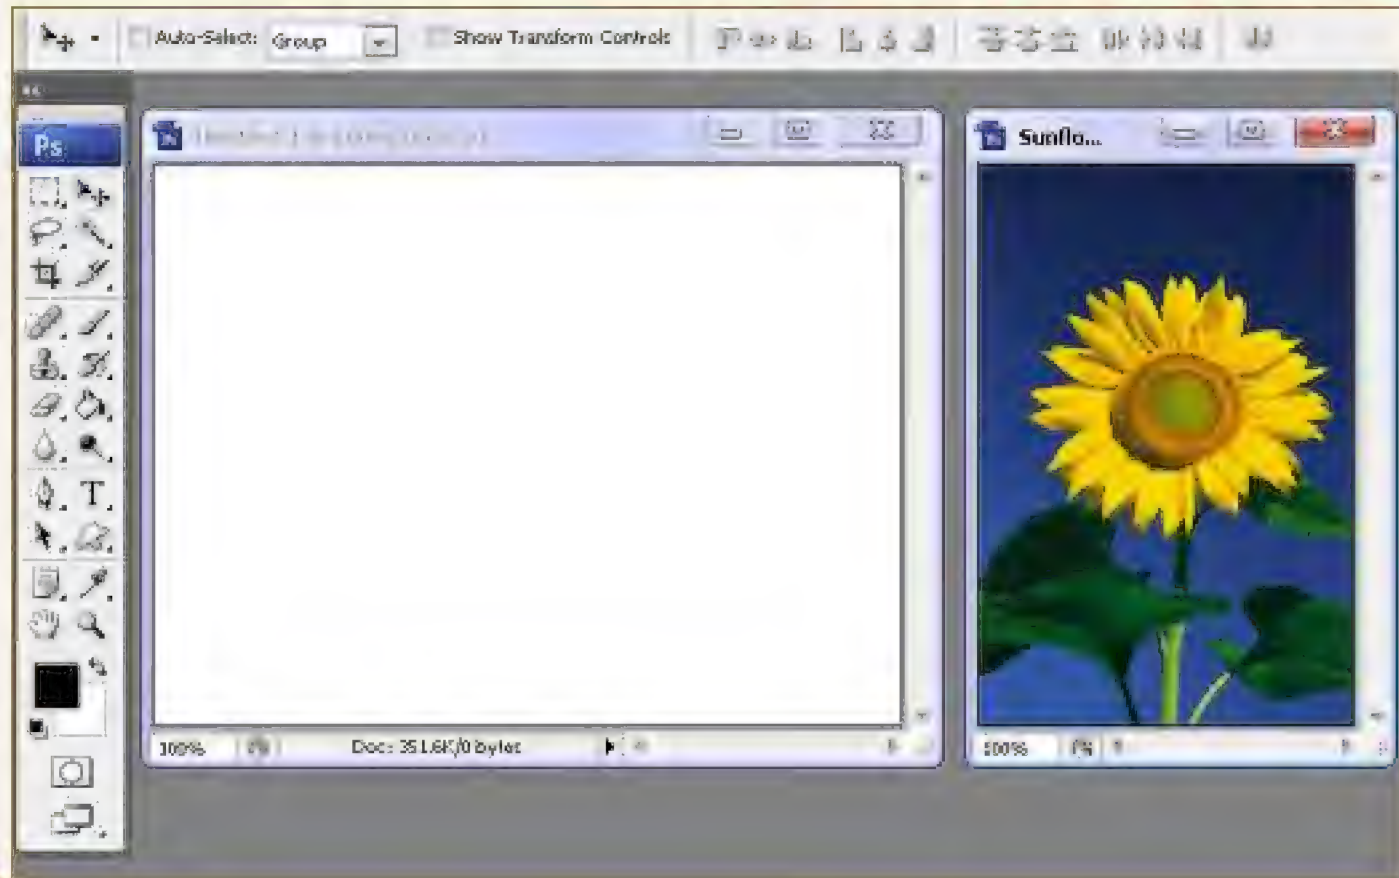 Auto-Select: Group Show Transform Controls
Ps
Sunflo...
T
100% Doc: 351.6K/0 bytes
100%